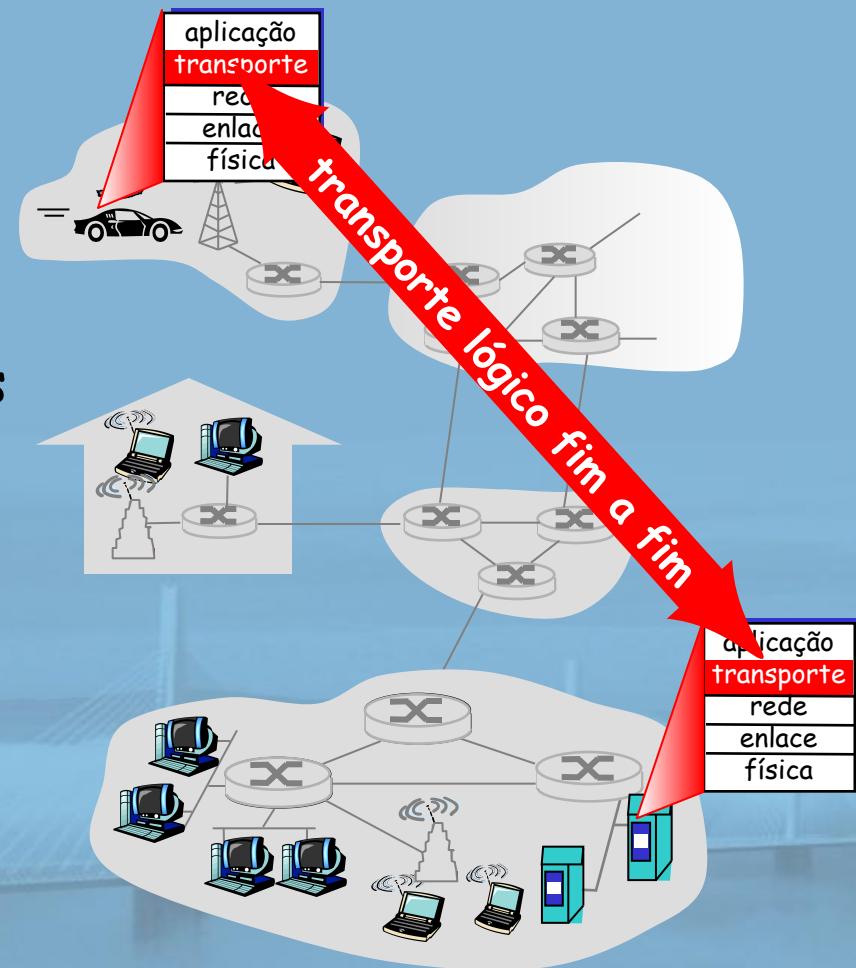 aplicação
transporte
física
transporte lógico fim a fim
s
aplicação
transporte
rede
enlace
física